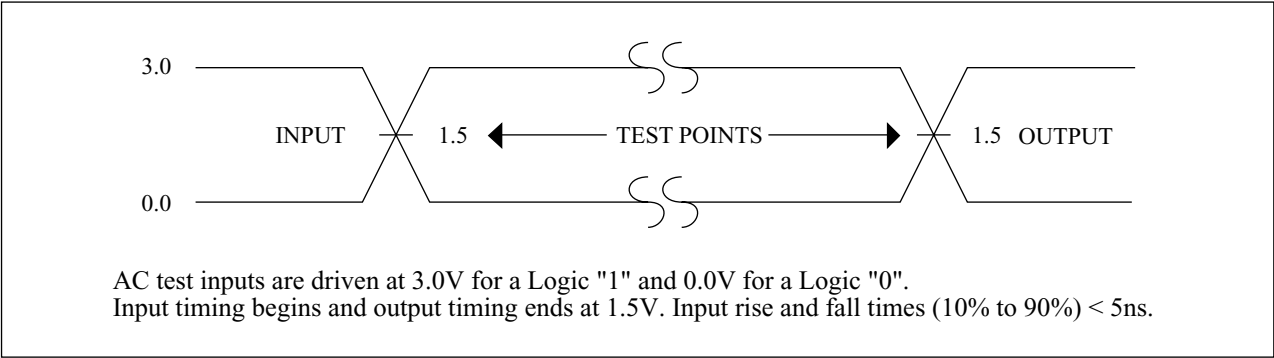 3.0
INPUT 1.5 TEST POINTS 1.5 OUTPUT
0.0
AC test inputs are driven at 3.0V for a Logic "1" and 0.0V for a Logic "0".
Input timing begins and output timing ends at 1.5V. Input rise and fall times (10% to 90%) < 5ns.